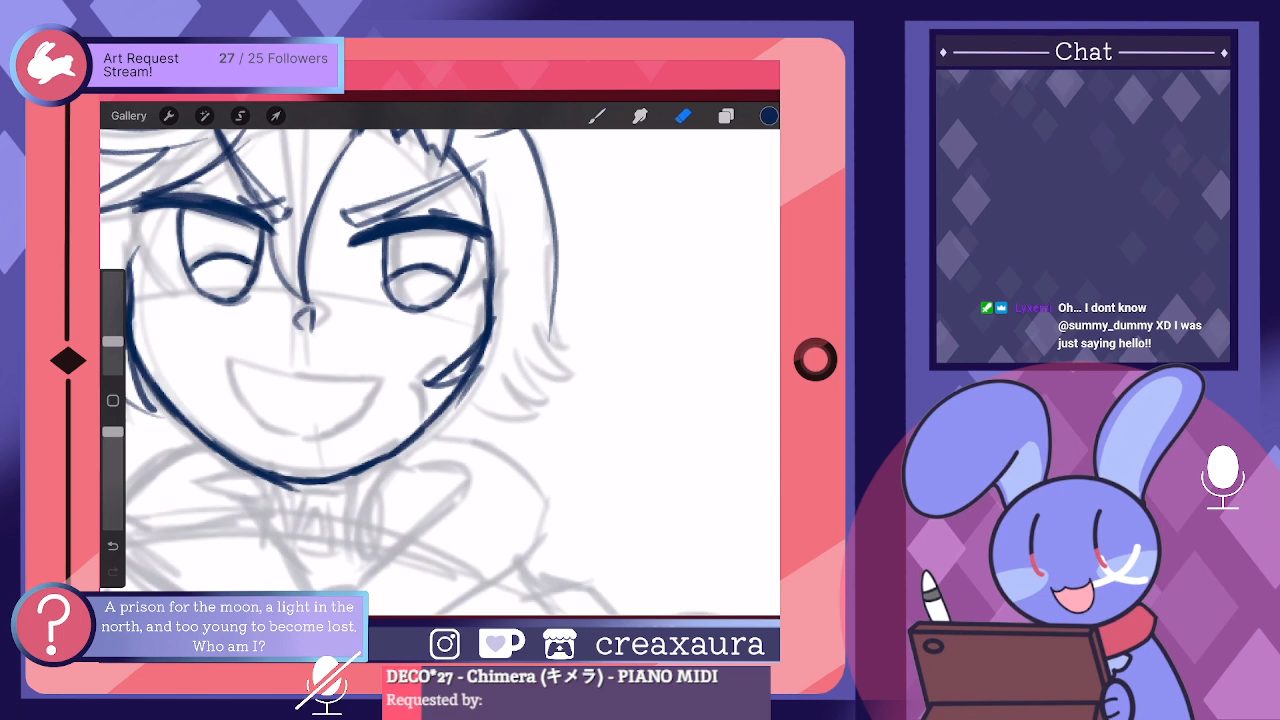 Art Request
Stream!
27 / 25 Followers
Gallery
Chat
Oh... I dont know
@summy_dummy XD I was
just saying hello!!
A prison for the moon, a light in the
north, and too young to become lost.
Who am I?
creaxaura
DECO*27 - Chimera (キメラ) - PIANO MIDI
Requested by: